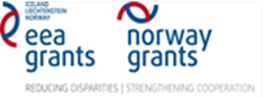 ICELAND
LIECHTENSTEIN
NORWAY
eea
grants
norway
grants
REDUCING DISPARITIES | STRENGTHENING COOPERATION